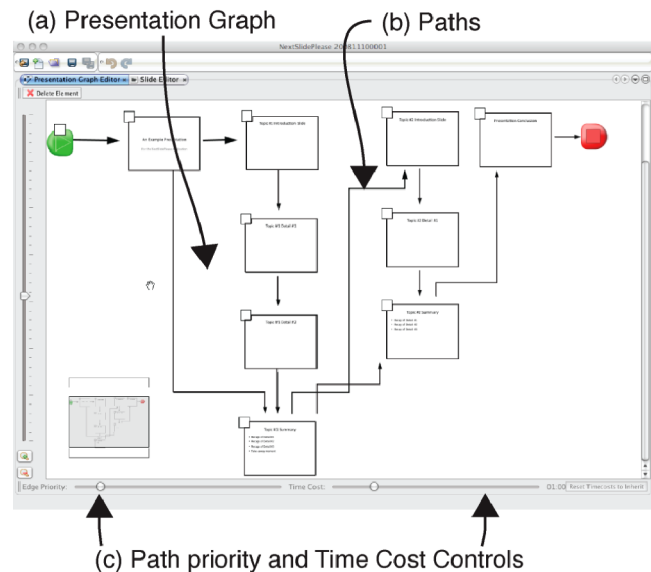 (a) Presentation Graph
(b) Paths
NextSlidePlease 200811100001
Presentation Graph Editor
Slide Editor
Delete Element
An Example Presentation
Topic #1 Introduction Slide
Topic #2 Introduction Slide
Presentation Conclusion
Topic #1 Detail #1
Topic #2 Detail #1
Topic #1 Detail #2
Topic #2 Summary
Topic #1 Summary
Edge Priority:
Time Cost:
01:00
Reset Timecosts to Inherit
(c) Path priority and Time Cost Controls